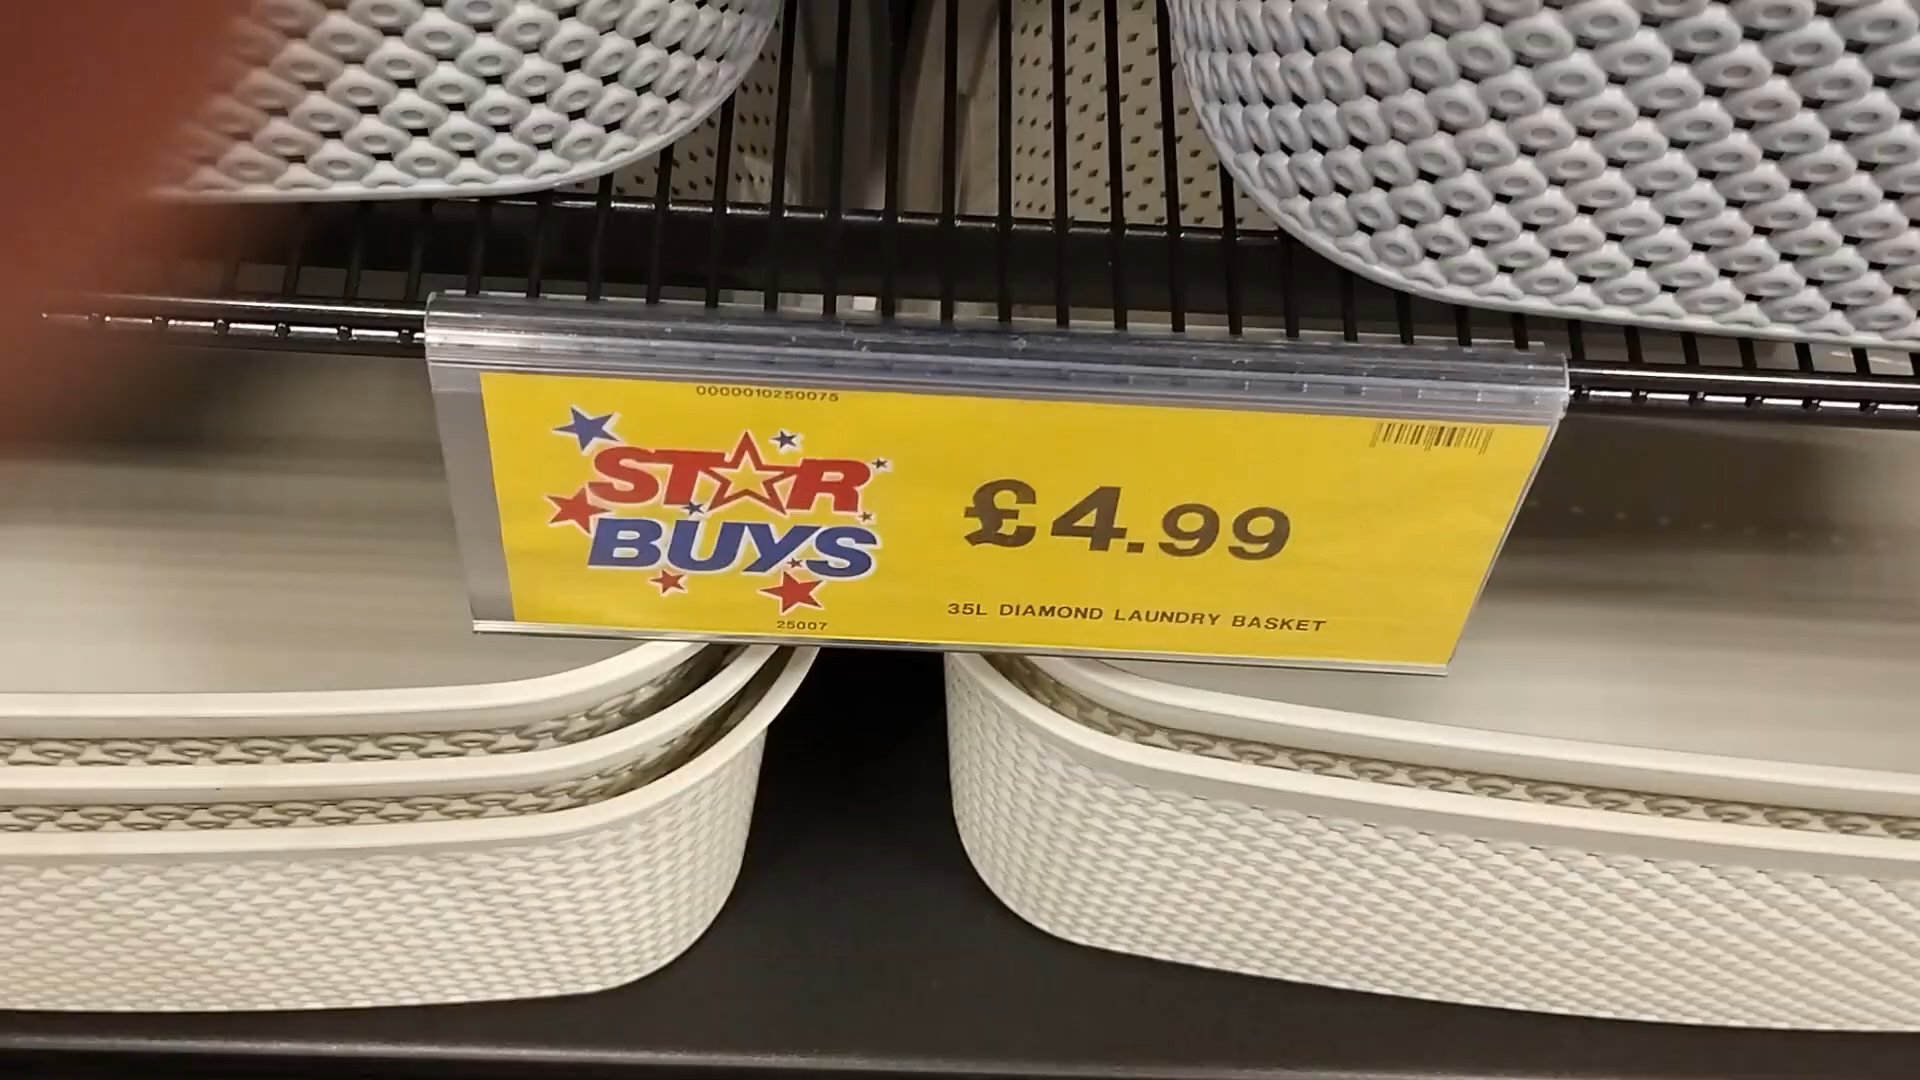 0000010250075
STAR
BUYS
£4.99
35L DIAMOND LAUNDRY BASKET
25007